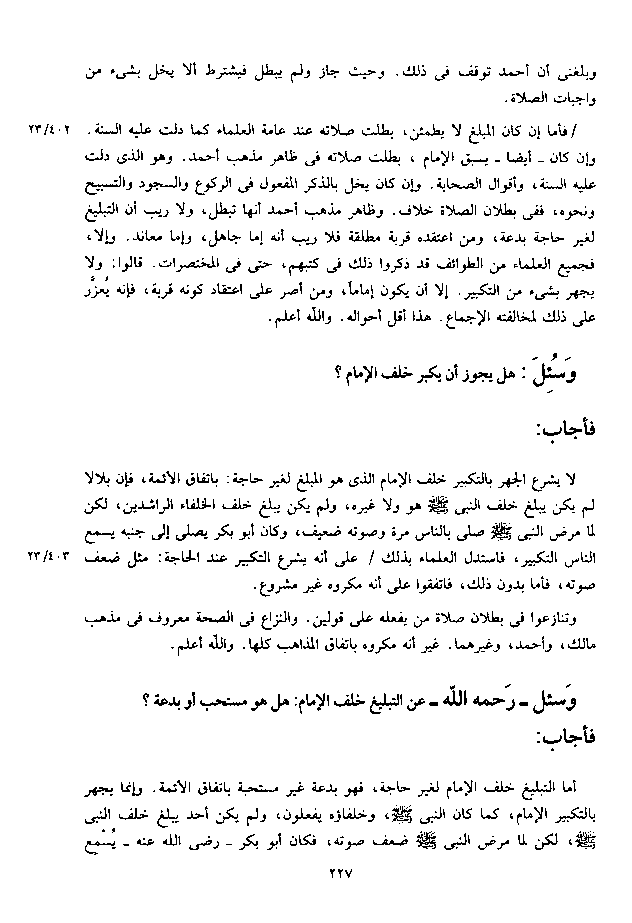 وبلغنى أن أحمد توقف فى ذلك. وحيث جاز ولم يبطل فيشترط ألا يخل بشىء من
واجبات الصلاة.
٢٣/٤٠٢ / فأما إن كان المبلغ لا يطمئن، بطلت صلاته عند عامة العلماء كما دلت عليه السنة.
وإن كان ـ أيضا ـ يسبق الإمام ، بطلت صلاته فى ظاهر مذهب أحمد. وهو الذى دلت
عليه السنة، وأقوال الصحابة. وإن كان يخل بالذكر المفعول فى الركوع والسجود والتسبيح
ونحوه، ففى بطلان الصلاة خلاف. وظاهر مذهب أحمد أنها تبطل، ولا ريب أن التبليغ
لغير حاجة بدعة، ومن اعتقده قربة مطلقة فلا ريب أنه إما جاهل، وإما معاند. وإلا،
فجميع العلماء من الطوائف قد ذكروا ذلك فى كتبهم، حتى فى المختصرات. قالوا: ولا
يجهر بشىء من التكبير. إلا أن يكون إماماً، ومن أصر على اعتقاد كونه قربة، فإنه يُعزَّر
على ذلك لمخالفته الإجماع. هذا أقل أحواله. والله أعلم.
وَسُئِلَ : هل يجوز أن يكبر خلف الإمام ؟
فأجاب:
لا يشرع الجهر بالتكبير خلف الإمام الذى هو المبلغ لغير حاجة: باتفاق الأئمة، فإن بلالا
لم يكن يبلغ خلف النبى ﷺ هو ولا غيره، ولم يكن يبلغ خلف الخلفاء الراشدين، لكن
لما مرض النبى ﷺ صلى بالناس مرة وصوته ضعيف، وكان أبو بكر يصلى إلى جنبه يسمع
٢٣/٤٠٣ الناس التكبير، فاستدل العلماء بذلك / على أنه يشرع التكبير عند الحاجة: مثل ضعف
صوته، فأما بدون ذلك، فاتفقوا على أنه مكروه غير مشروع.
وتنازعوا فى بطلان صلاة من يفعله على قولين. والنزاع فى الصحة معروف فى مذهب
مالك، وأحمد، وغيرهما. غير أنه مكروه باتفاق المذاهب كلها. والله أعلم.
وَسئل ـ رَحمه الله ـ عن التبليغ خلف الإمام: هل هو مستحب أو بدعة ؟
فأجاب:
أما التبليغ خلف الإمام لغير حاجة، فهو بدعة غير مستحبة باتفاق الأئمة. وإنما يجهر
بالتكبير الإمام، كما كان النبى ﷺ، وخلفاؤه يفعلون، ولم يكن أحد يبلغ خلف النبى
ﷺ، لكن لما مرض النبى ﷺ ضعف صوته، فكان أبو بكر ـ رضى الله عنه ـ يُسْمِع
٢٢٧